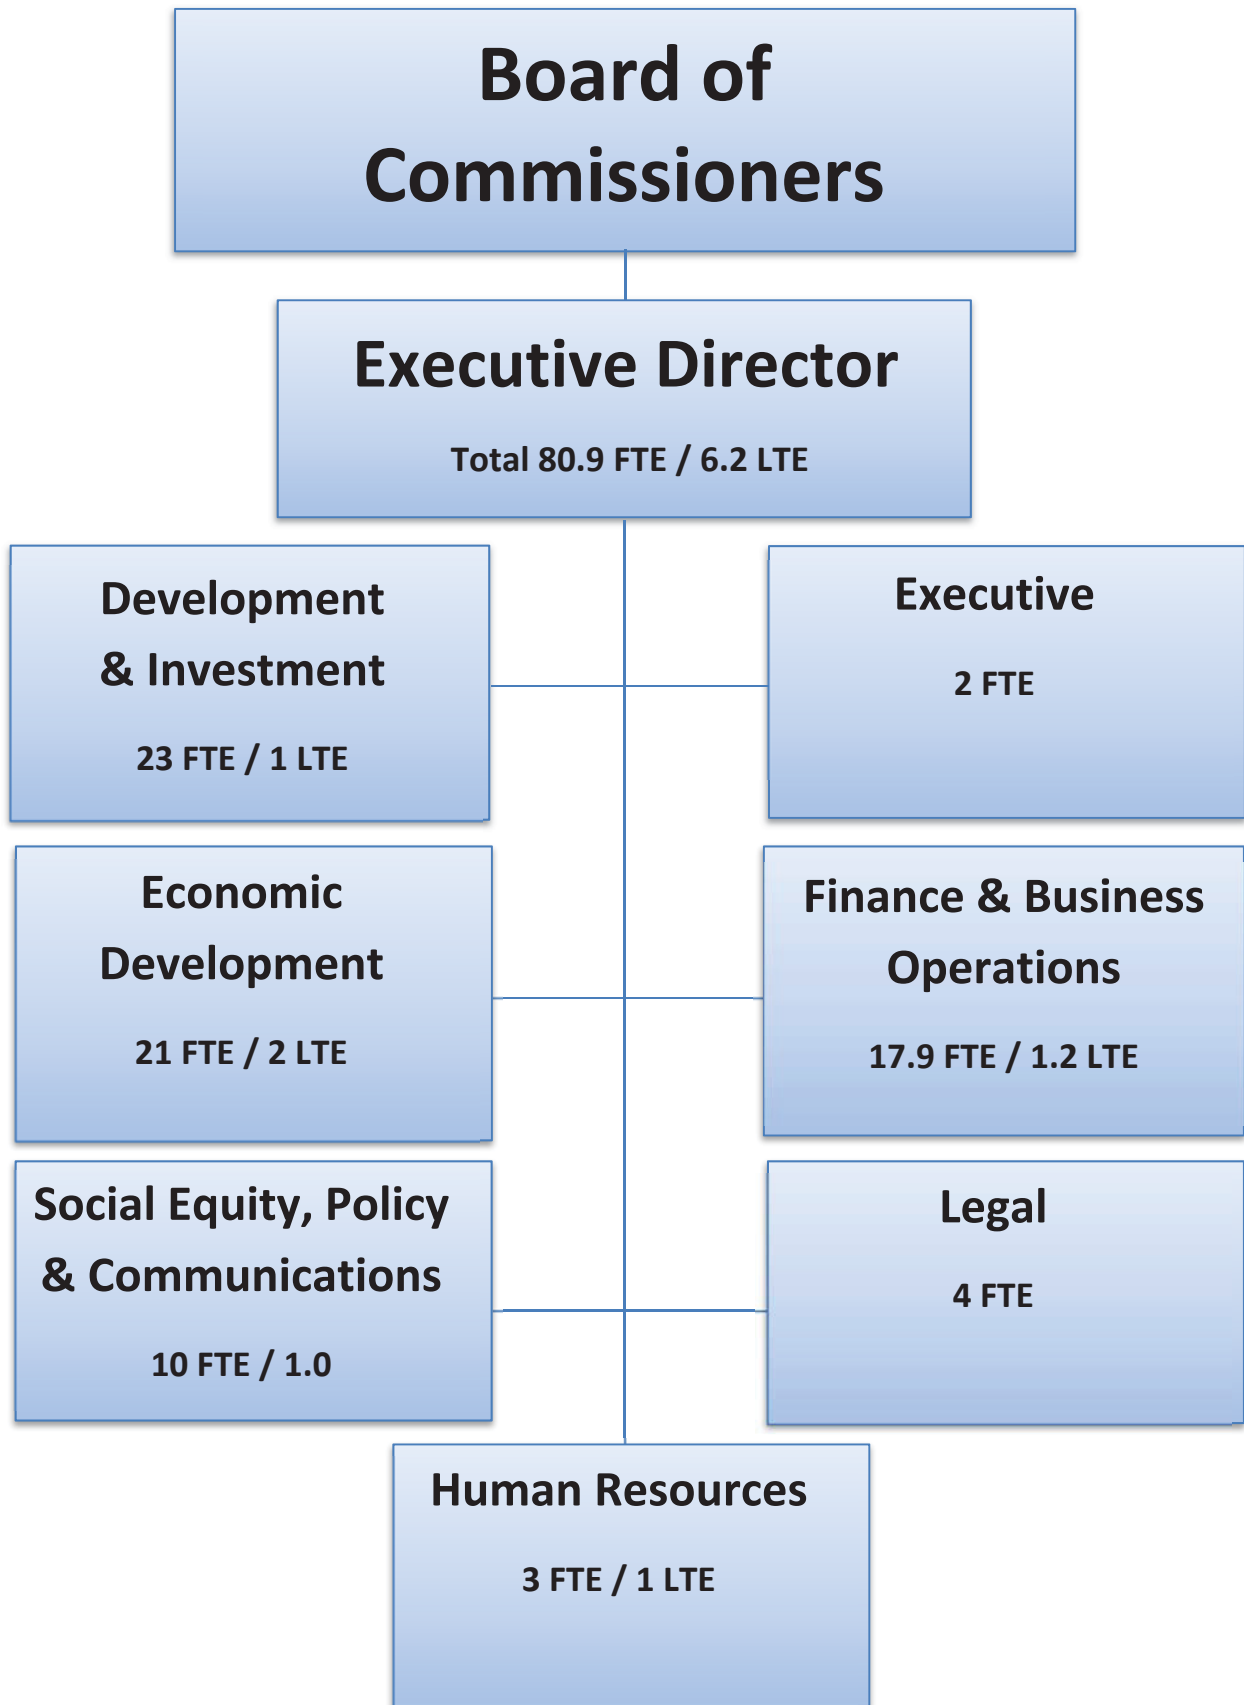 Board of
Commissioners
Executive Director
Total 80.9 FTE / 6.2 LTE
Development
& Investment
23 FTE / 1 LTE
Executive
2 FTE
Economic
Development
21 FTE / 2 LTE
Finance & Business
Operations
17.9 FTE / 1.2 LTE
Social Equity, Policy
& Communications
10 FTE / 1.0
Legal
4 FTE
Human Resources
3 FTE / 1 LTE